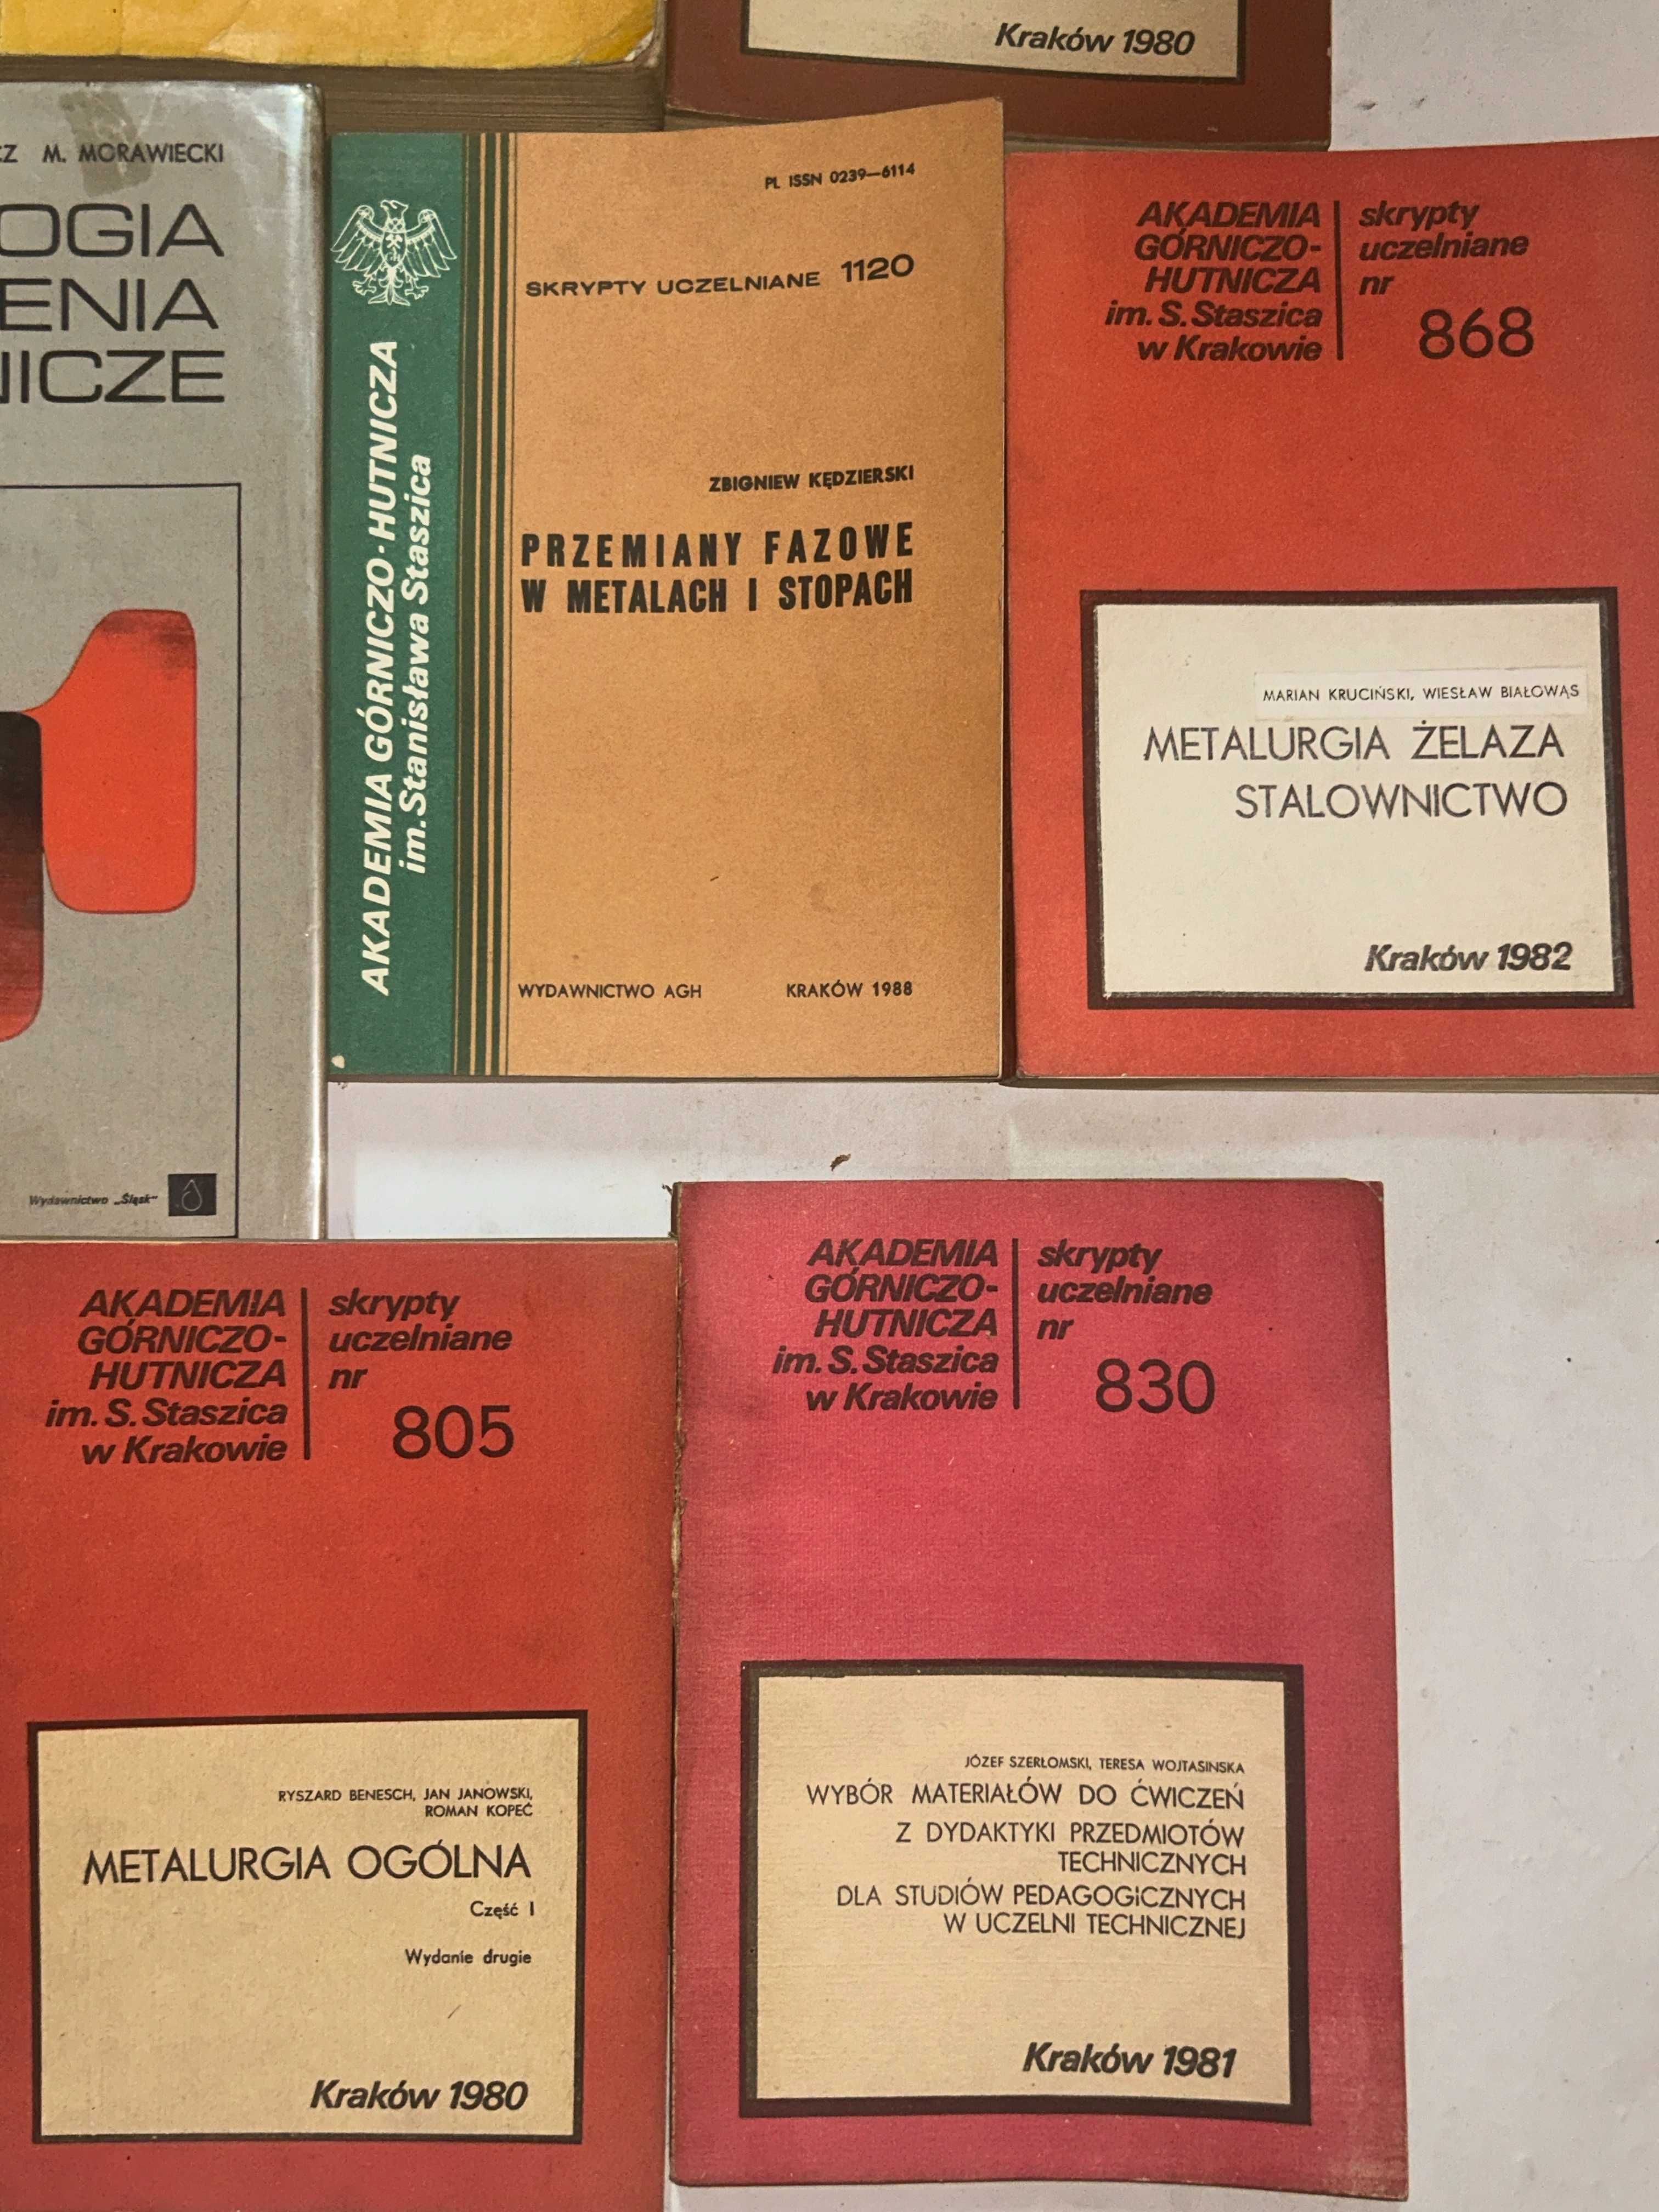 Kraków 1980
M. MORAWIECKI
OGIA
ENIA
NICZE
Wydawnictwo „Śląsk"
AKADEMIA GÓRNICZO-HUTNICZA
im. Stanisława Staszica
PL ISSN 0239—6114
SKRYPTY UCZELNIANE 1120
ZBIGNIEW KĘDZIERSKI
PRZEMIANY FAZOWE
W METALACH I STOPACH
WYDAWNICTWO AGH KRAKÓW 1988
AKADEMIA
GÓRNICZO-
HUTNICZA
im. S. Staszica
w Krakowie
skrypty
uczelniane
nr
868
MARIAN KRUCIŃSKI, WIESŁAW BIAŁOWĄS
METALURGIA ŻELAZA
STALOWNICTWO
Kraków 1982
AKADEMIA
GÓRNICZO-
HUTNICZA
im. S. Staszica
w Krakowie
skrypty
uczelniane
nr
805
RYSZARD BENESCH, JAN JANOWSKI,
ROMAN KOPEĆ
METALURGIA OGÓLNA
Część I
Wydanie drugie
Kraków 1980
AKADEMIA
GÓRNICZO-
HUTNICZA
im. S. Staszica
w Krakowie
skrypty
uczelniane
nr
830
JÓZEF SZERŁOMSKI, TERESA WOJTASINSKA
WYBÓR MATERIAŁÓW DO ĆWICZEŃ
Z DYDAKTYKI PRZEDMIOTÓW
TECHNICZNYCH
DLA STUDIÓW PEDAGOGICZNYCH
W UCZELNI TECHNICZNEJ
Kraków 1981